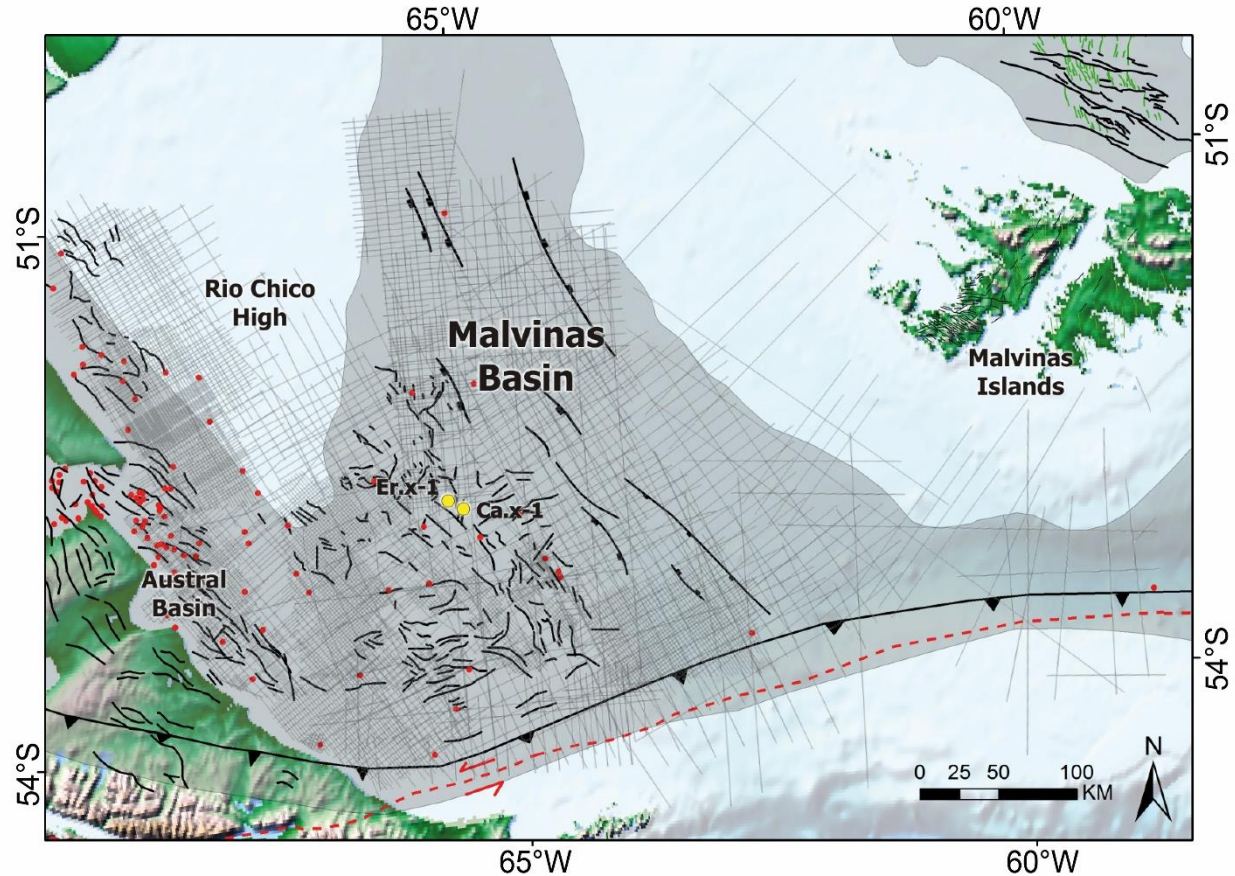 65°W
60°W
51°S
51°S
Rio Chico
High
Malvinas
Basin
Malvinas
Islands
Er.x-1
Ca.x-1
Austral
Basin
54°S
54°S
N
0 25 50 100
KM
65°W
60°W